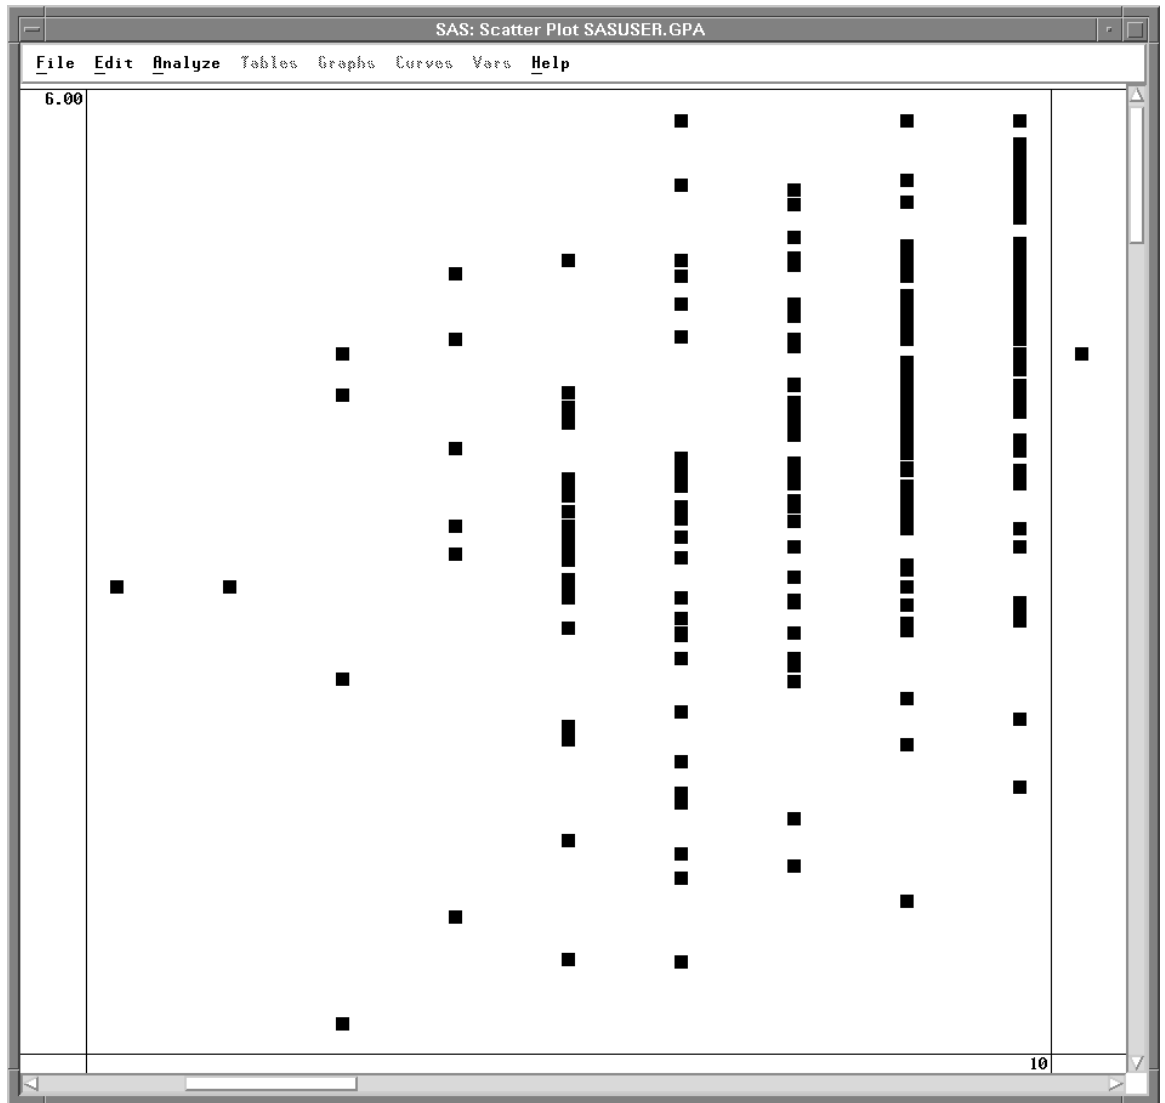 SAS: Scatter Plot SASUSER.GPA
File Edit Analyze Tables Graphs Curves Vars Help
6.00
10